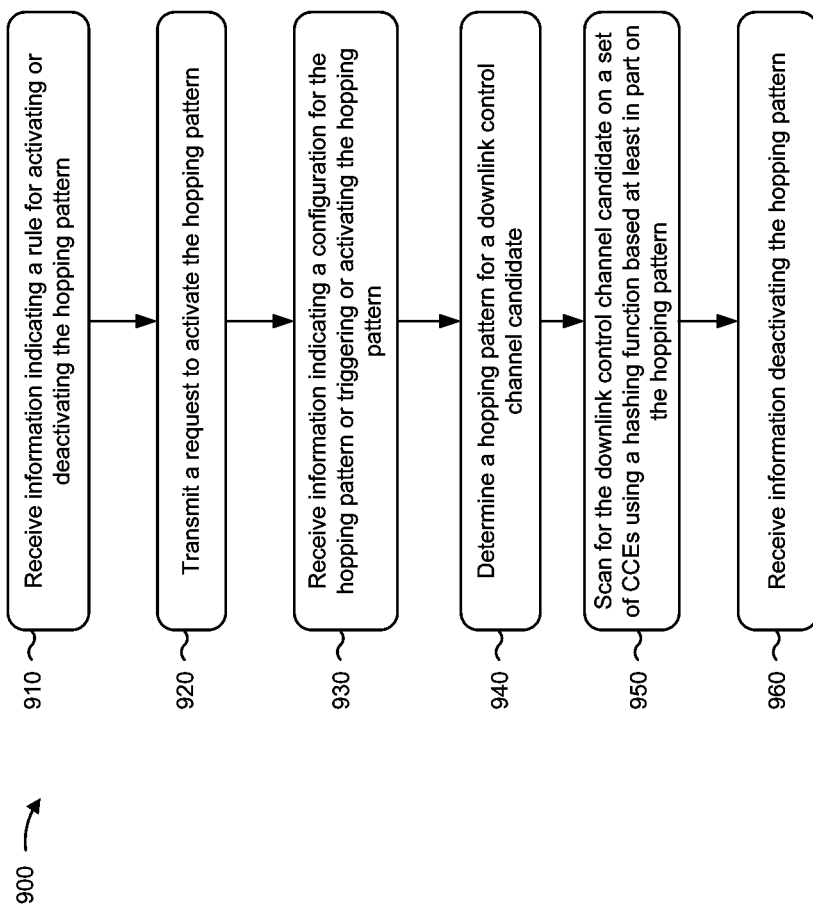 900
910
Receive information indicating a rule for activating or
deactivating the hopping pattern
920
Transmit a request to activate the hopping pattern
930
Receive information indicating a configuration for the
hopping pattern or triggering or activating the hopping
pattern
940
Determine a hopping pattern for a downlink control
channel candidate
950
Scan for the downlink control channel candidate on a set
of CCEs using a hashing function based at least in part on
the hopping pattern
960
Receive information deactivating the hopping pattern